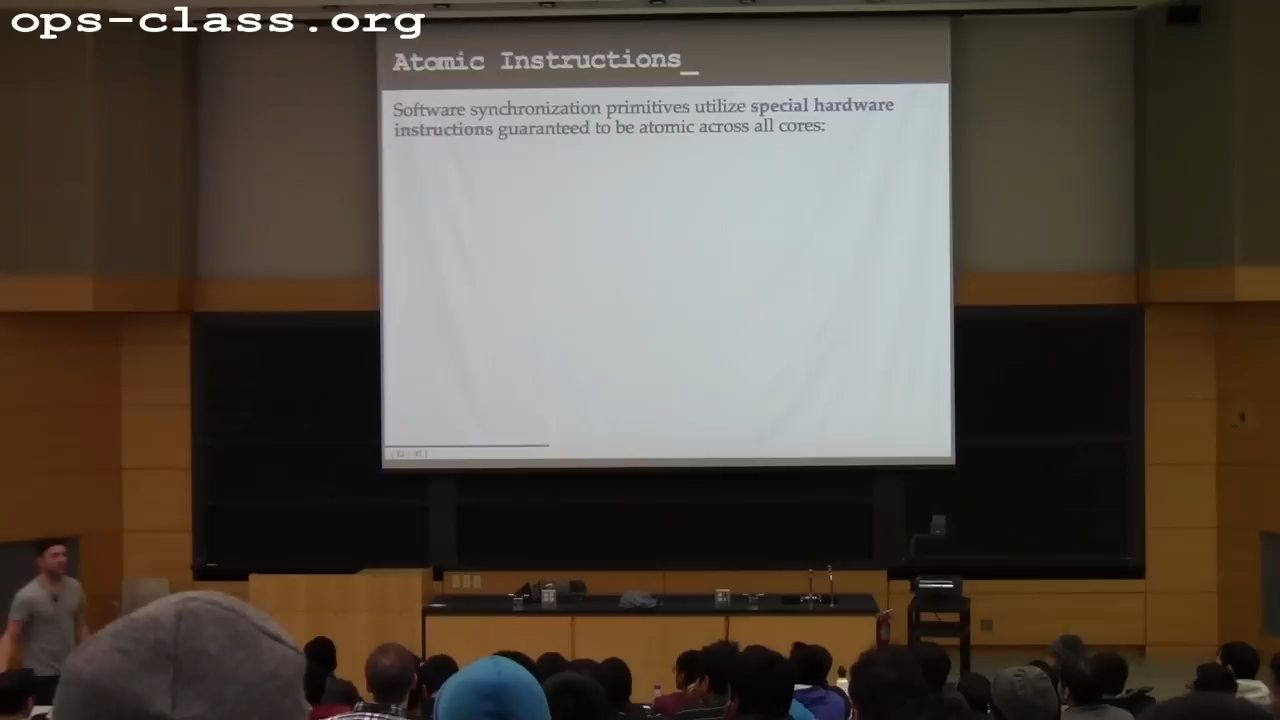 ops-class.org
Atomic Instructions_
Software synchronization primitives utilize special hardware
instructions guaranteed to be atomic across all cores: